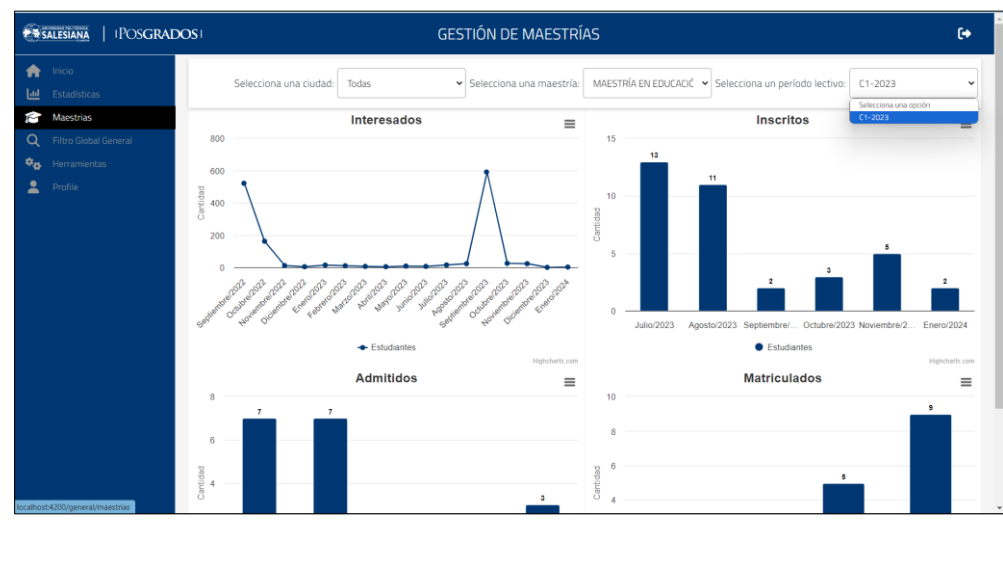 UNIVERSIDAD POLITÉCNICA
SALESIANA
POSGRADOS
GESTIÓN DE MAESTRÍAS
Inicio
Estadísticas
Maestrias
Filtro Global General
Herramientas
Profile
Selecciona una ciudad:
Todas
Selecciona una maestría:
MAESTRÍA EN EDUCACIÓ
Selecciona un período lectivo:
C1-2023
Selecciona una opción
C1-2023
Interesados
Cantidad
800
600
400
200
0
Septiembre/2022
Octubre/2022
Noviembre/2022
Diciembre/2022
Enero/2023
Febrero/2023
Marzo/2023
Abril/2023
Mayo/2023
Junio/2023
Julio/2023
Agosto/2023
Septiembre/2023
Octubre/2023
Noviembre/2023
Diciembre/2023
Enero/2024
Estudiantes
Highcharts.com
Inscritos
Cantidad
15
10
5
0
13
11
2
3
5
2
Julio/2023
Agosto/2023
Septiembre/...
Octubre/2023
Noviembre/2...
Enero/2024
Estudiantes
Highcharts.com
Admitidos
Cantidad
8
6
4
7
7
3
Matriculados
Cantidad
10
8
6
4
5
9
localhost:4200/general/maestrias